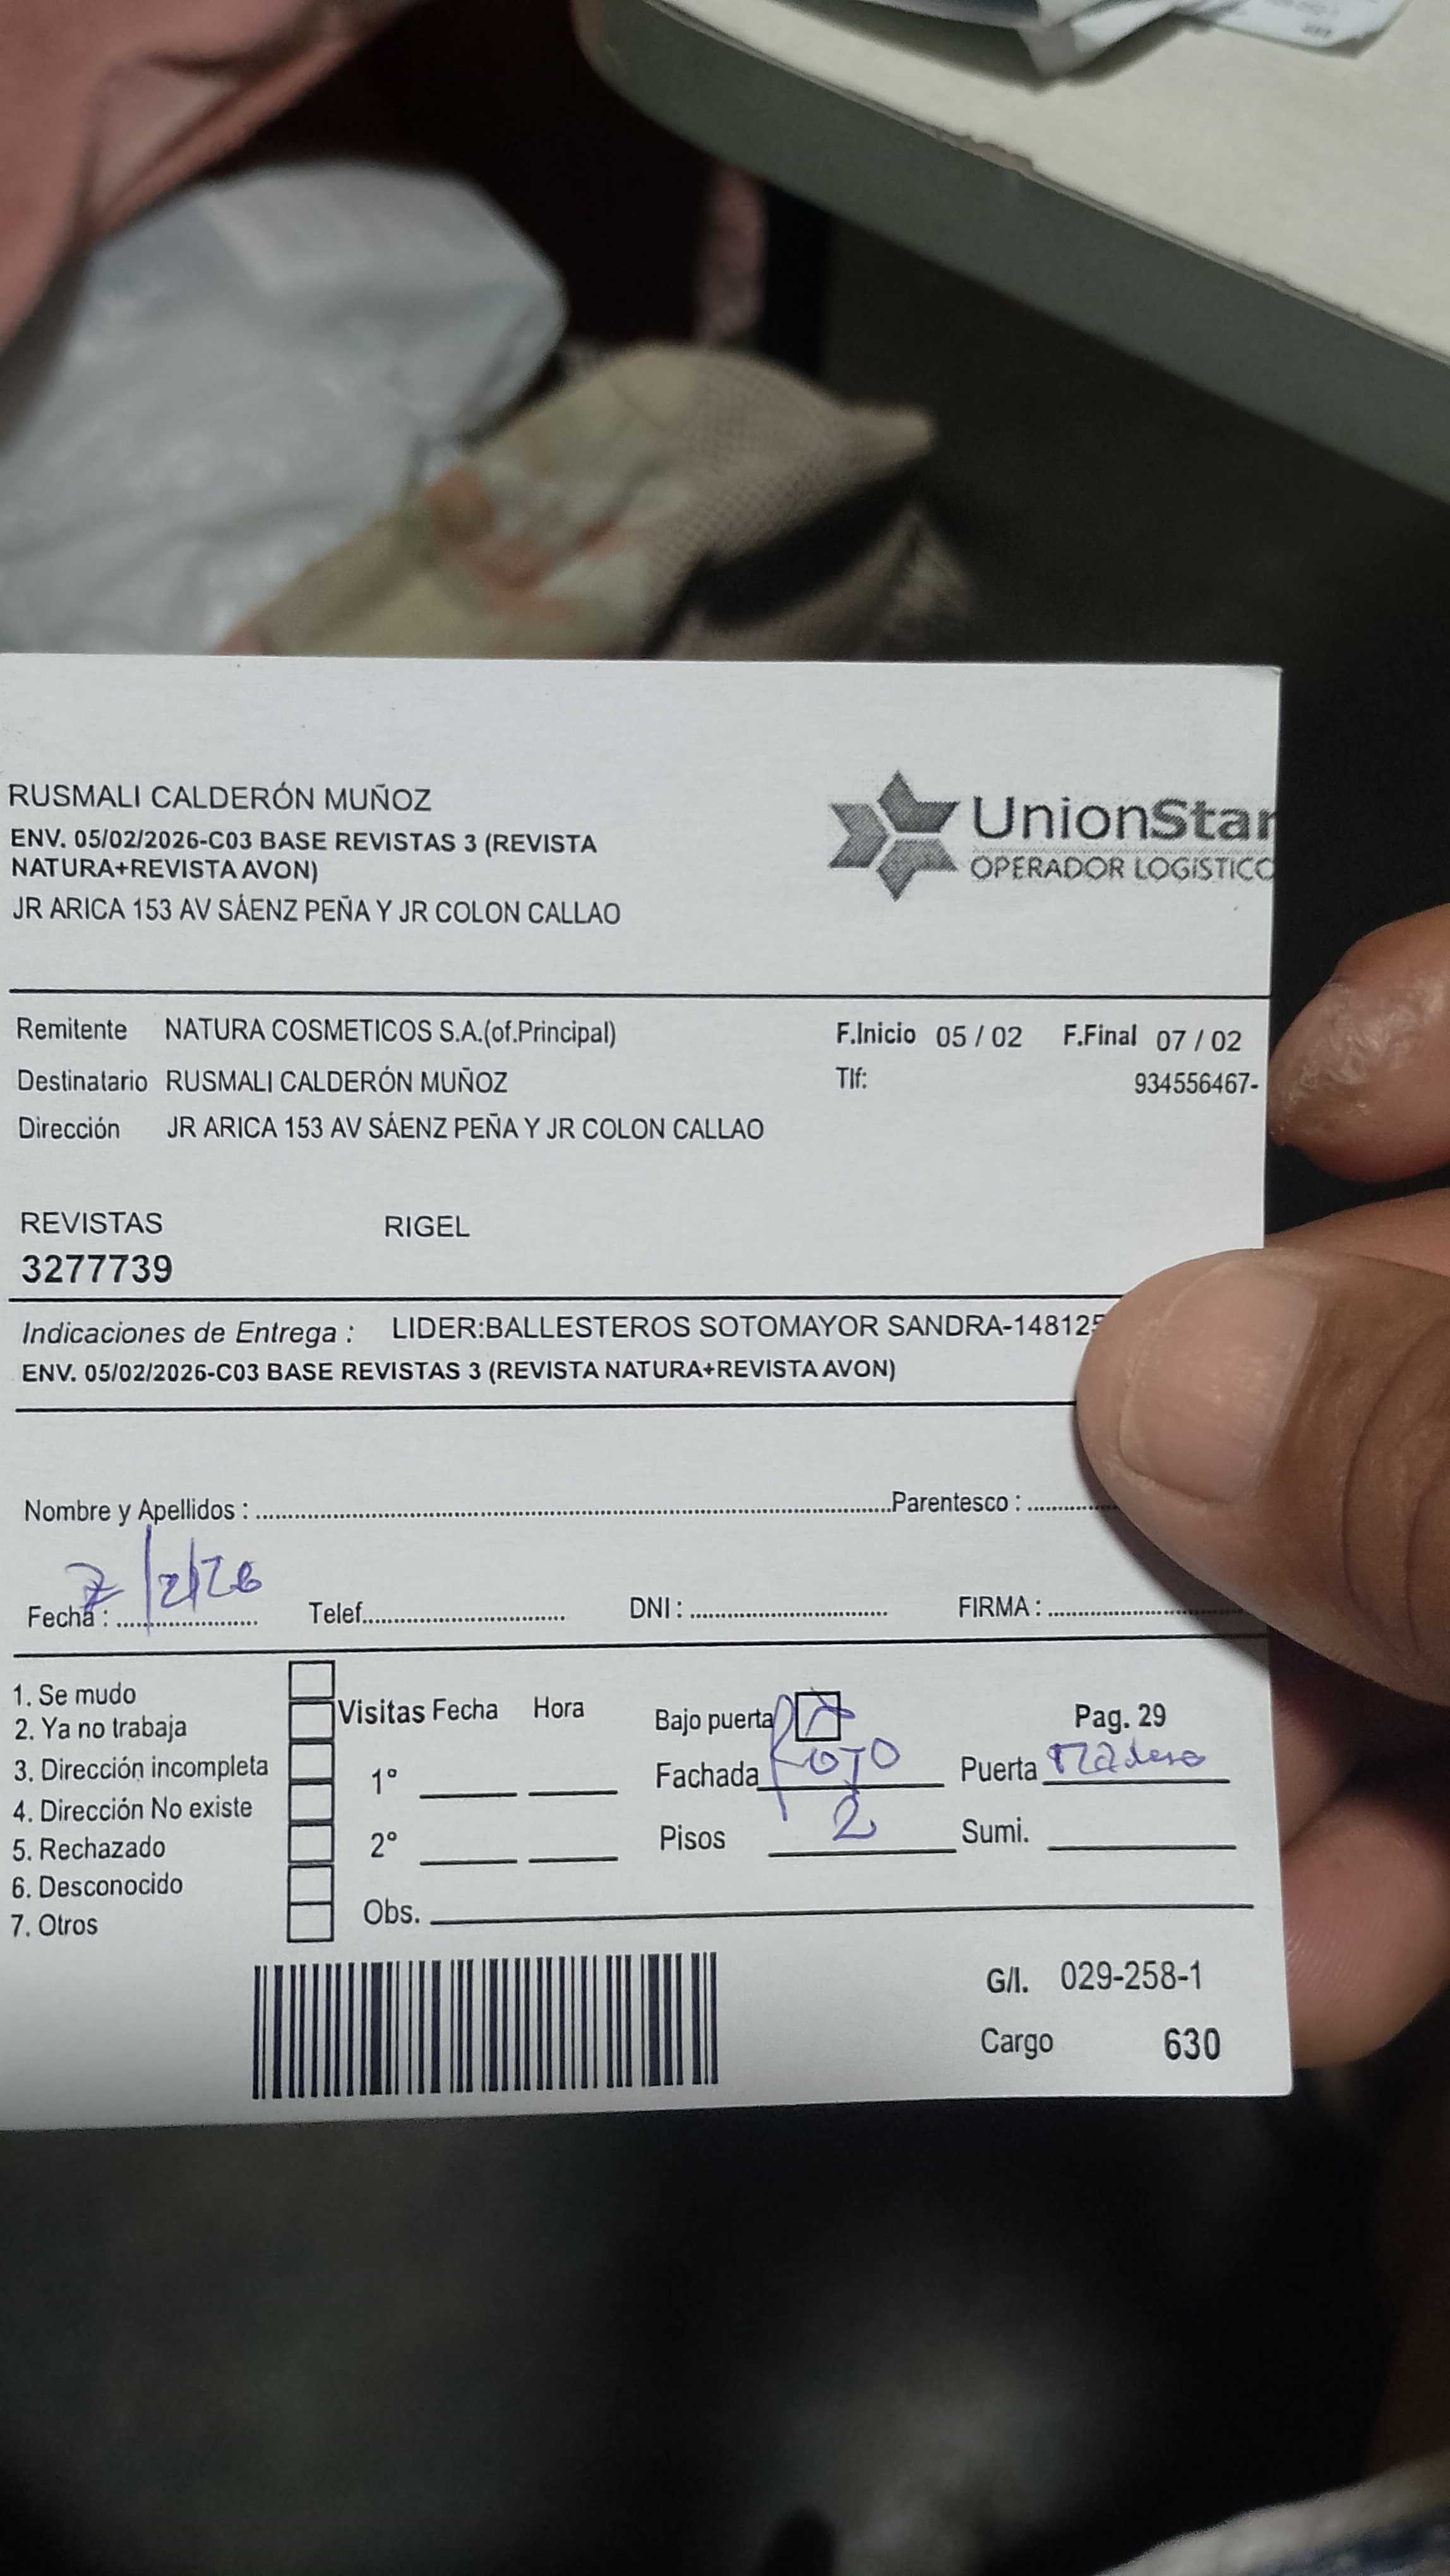 RUSMALI CALDERÓN MUÑOZ
ENV. 05/02/2026-C03 BASE REVISTAS 3 (REVISTA
NATURA+REVISTA AVON)
JR ARICA 153 AV SÁENZ PEÑA Y JR COLON CALLAO
UnionStar
OPERADOR LOGÍSTICO
Remitente NATURA COSMETICOS S.A.(of.Principal) F.Inicio 05 / 02 F.Final 07 / 02
Destinatario RUSMALI CALDERÓN MUÑOZ Tlf: 934556467-
Dirección JR ARICA 153 AV SÁENZ PEÑA Y JR COLON CALLAO
REVISTAS RIGEL
3277739
Indicaciones de Entrega : LIDER:BALLESTEROS SOTOMAYOR SANDRA-14812
ENV. 05/02/2026-C03 BASE REVISTAS 3 (REVISTA NATURA+REVISTA AVON)
Nombre y Apellidos : Parentesco :
Fecha : 7/2/26 Telef. DNI : FIRMA :
1. Se mudo
2. Ya no trabaja
3. Dirección incompleta
4. Dirección No existe
5. Rechazado
6. Desconocido
7. Otros
Visitas Fecha Hora
1°
2°
Obs.
Bajo puerta Pag. 29
Fachada Rojo Puerta Madera
Pisos 2 Sumi.
G/I. 029-258-1
Cargo 630